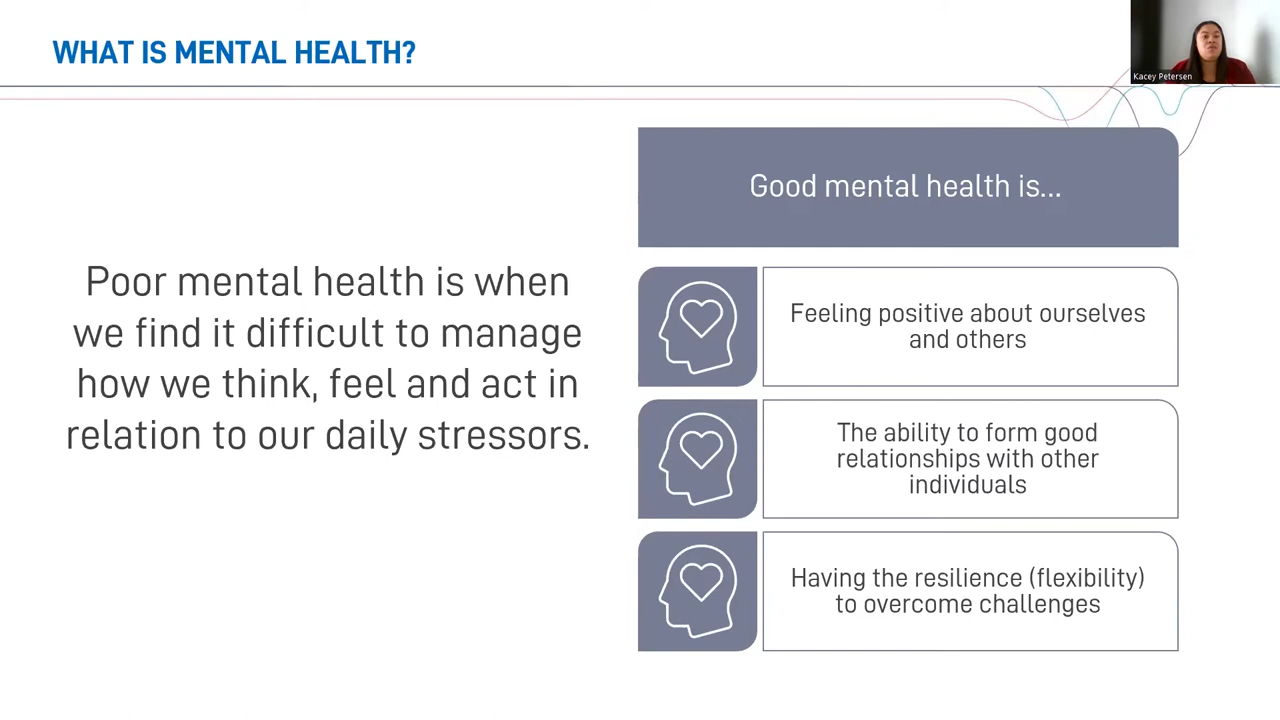 WHAT IS MENTAL HEALTH?
Kacey Petersen
Poor mental health is when
we find it difficult to manage
how we think, feel and act in
relation to our daily stressors.
Good mental health is...
Feeling positive about ourselves
and others
The ability to form good
relationships with other
individuals
Having the resilience (flexibility)
to overcome challenges